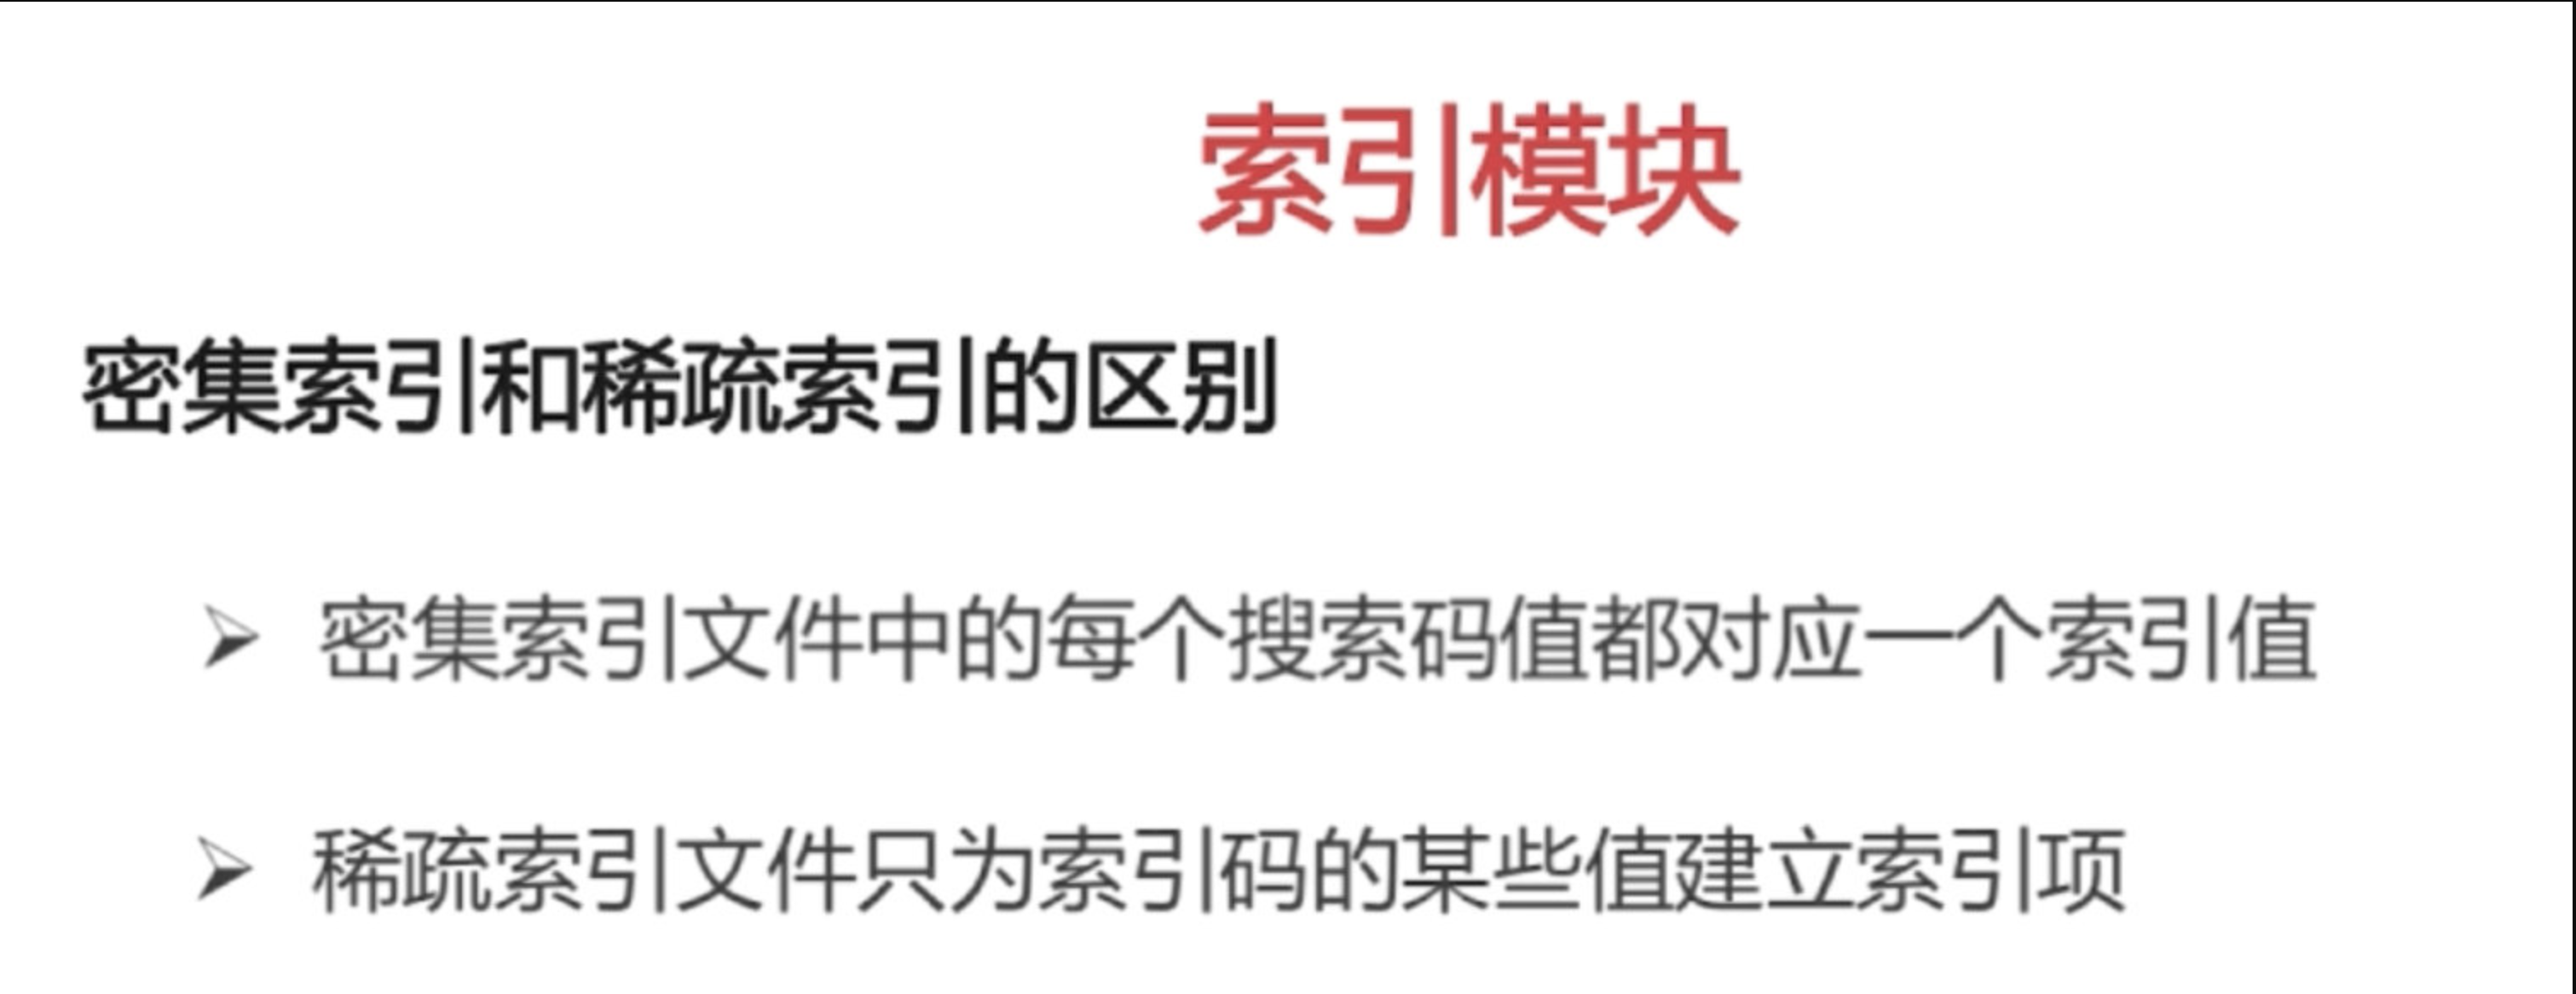 索引模块
密集索引和稀疏索引的区别
密集索引文件中的每个搜索码值都对应一个索引值
稀疏索引文件只为索引码的某些值建立索引项